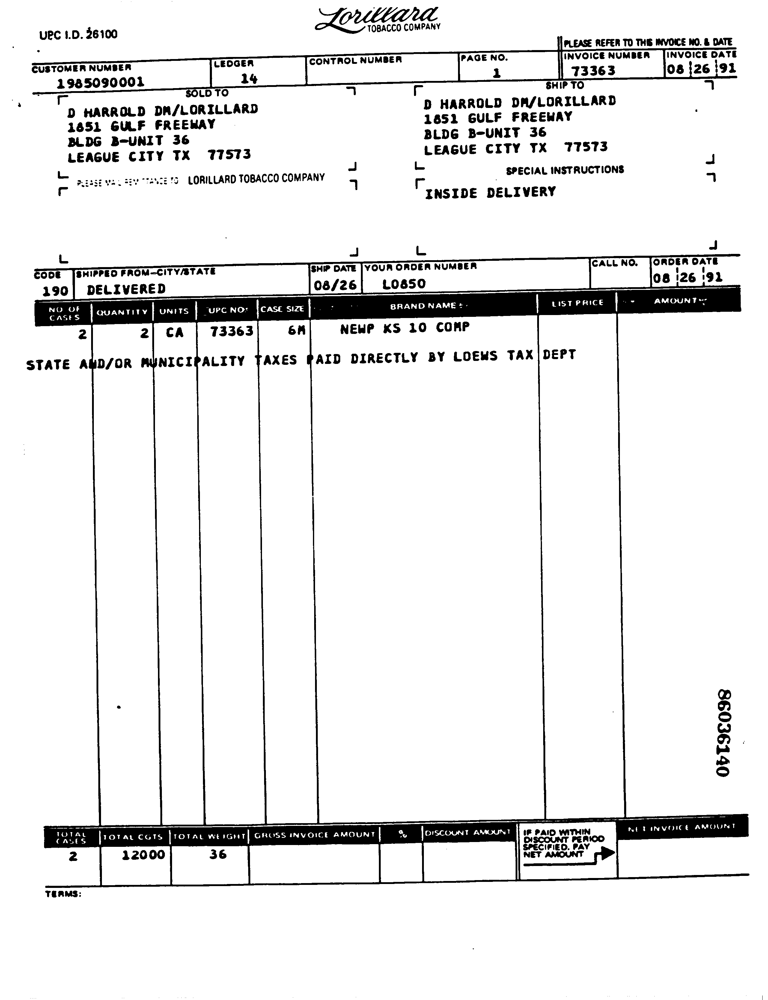 Lorillard
TOBACCO COMPANY
UPC I.D. 26100
PLEASE REFER TO THIS INVOICE NO. & DATE
CUSTOMER NUMBER LEDGER CONTROL NUMBER PAGE NO. INVOICE NUMBER INVOICE DATE
1985090001 14 1 73363 08 26 91
SOLD TO
D HARROLD DM/LORILLARD
1851 GULF FREEWAY
BLDG B-UNIT 36
LEAGUE CITY TX 77573
SHIP TO
D HARROLD DM/LORILLARD
1851 GULF FREEWAY
BLDG B-UNIT 36
LEAGUE CITY TX 77573
PLEASE MAIL REMITTANCE TO LORILLARD TOBACCO COMPANY
SPECIAL INSTRUCTIONS
INSIDE DELIVERY
CODE SHIPPED FROM-CITY/STATE SHIP DATE YOUR ORDER NUMBER CALL NO. ORDER DATE
190 DELIVERED 08/26 L0850 08 26 91
NO. OF CASES QUANTITY UNITS UPC NO. CASE SIZE BRAND NAME LIST PRICE AMOUNT
2 2 CA 73363 6M NEWP KS 10 COMP
STATE AND/OR MUNICIPALITY TAXES PAID DIRECTLY BY LOEWS TAX DEPT
86036140
TOTAL CASES TOTAL CGTS TOTAL WEIGHT GROSS INVOICE AMOUNT % DISCOUNT AMOUNT IF PAID WITHIN DISCOUNT PERIOD SPECIFIED, PAY NET AMOUNT NET INVOICE AMOUNT
2 12000 36
TERMS: